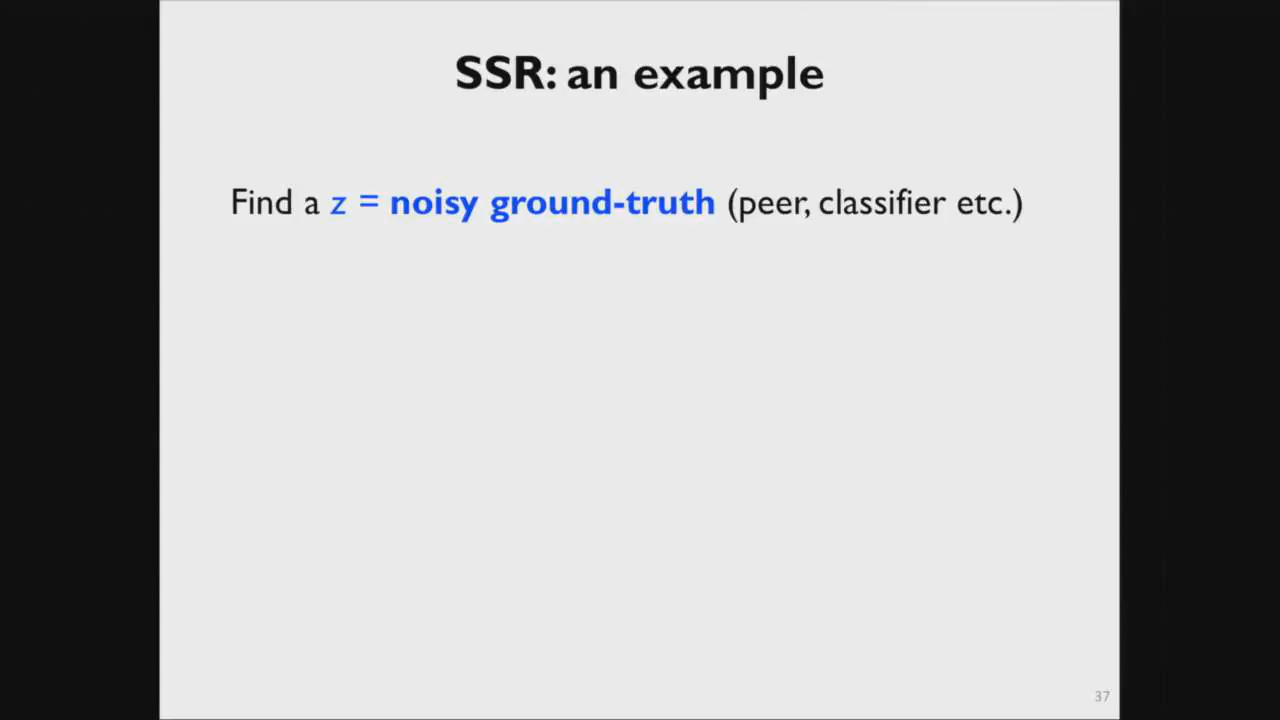 SSR: an example
Find a z = noisy ground-truth (peer, classifier etc.)
37